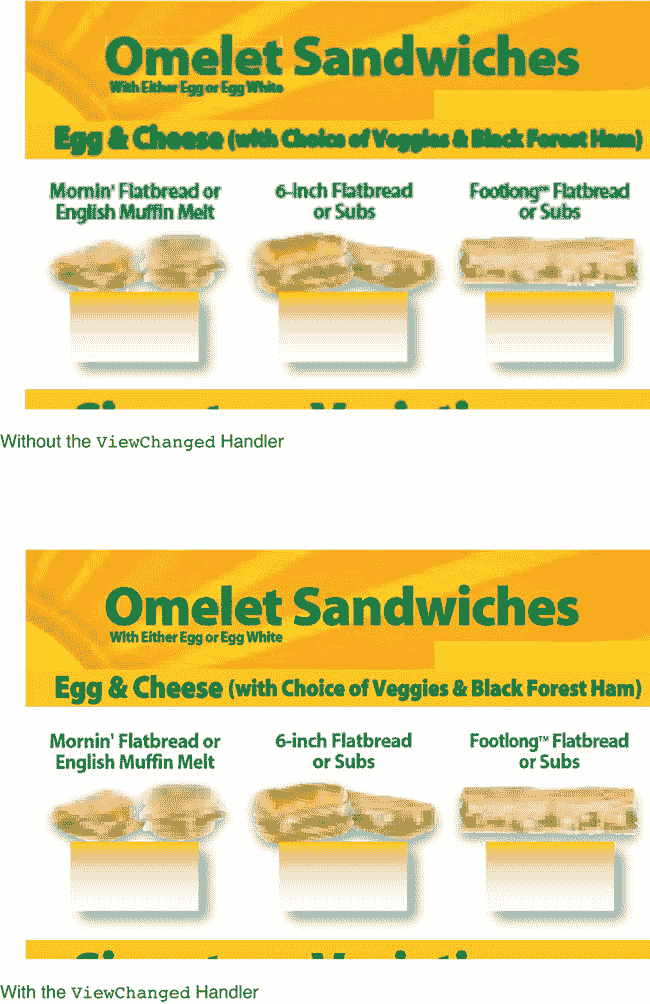 Omelet Sandwiches
With Either Egg or Egg White
Egg & Cheese (with Choice of Veggies & Black Forest Ham)
Mornin' Flatbread or
English Muffin Melt
6-inch Flatbread
or Subs
Footlong™ Flatbread
or Subs
Without the ViewChanged Handler
Omelet Sandwiches
With Either Egg or Egg White
Egg & Cheese (with Choice of Veggies & Black Forest Ham)
Mornin' Flatbread or
English Muffin Melt
6-inch Flatbread
or Subs
Footlong™ Flatbread
or Subs
With the ViewChanged Handler